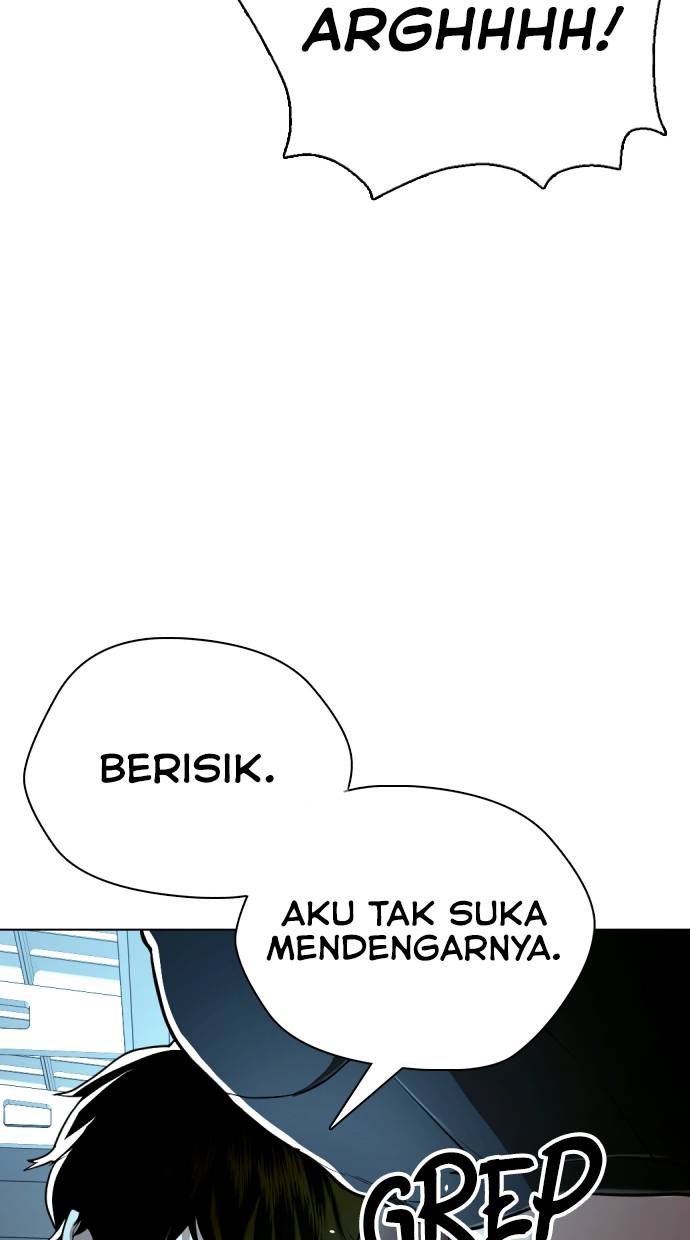 ARGHHHH!
BERISIK.
AKU TAK SUKA
MENDENGARNYA.
GREP